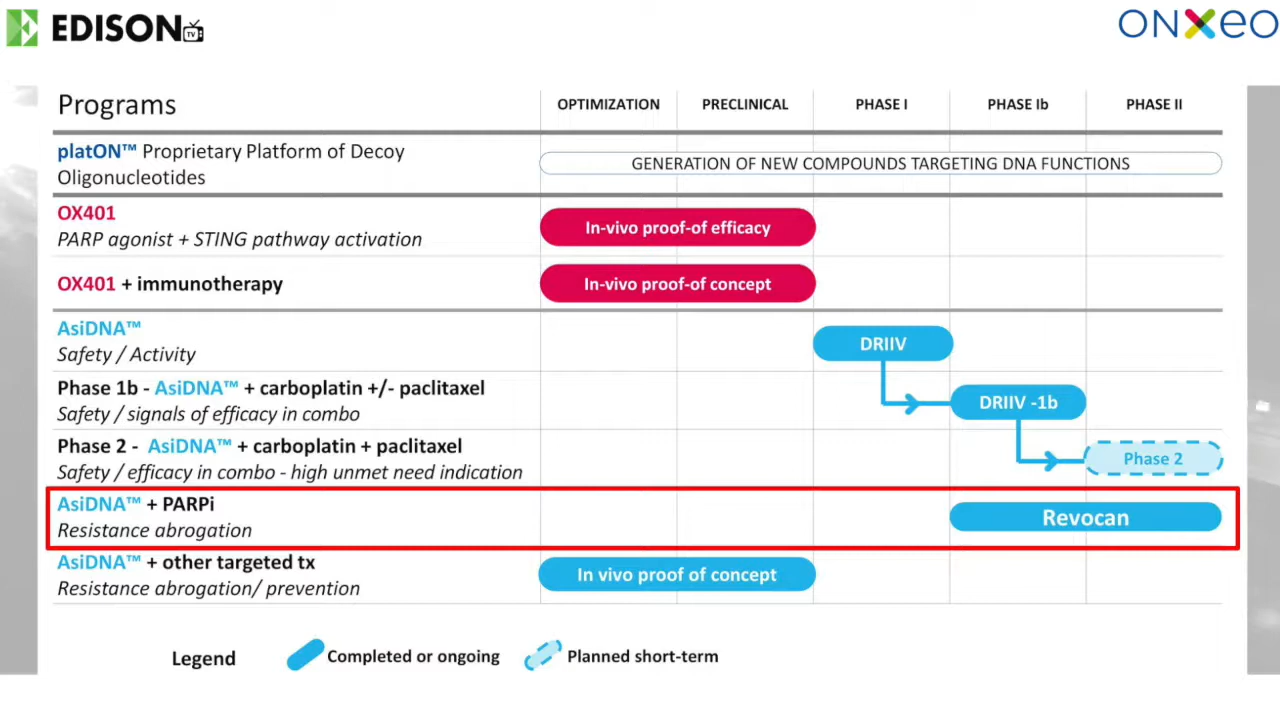 EDISON TV
ONXEO
Programs
OPTIMIZATION
PRECLINICAL
PHASE I
PHASE Ib
PHASE II
platON™ Proprietary Platform of Decoy
Oligonucleotides
GENERATION OF NEW COMPOUNDS TARGETING DNA FUNCTIONS
OX401
PARP agonist + STING pathway activation
In-vivo proof-of efficacy
OX401 + immunotherapy
In-vivo proof-of concept
AsiDNA™
Safety / Activity
DRIIV
Phase 1b - AsiDNA™ + carboplatin +/- paclitaxel
Safety / signals of efficacy in combo
DRIIV -1b
Phase 2 - AsiDNA™ + carboplatin + paclitaxel
Safety / efficacy in combo - high unmet need indication
Phase 2
AsiDNA™ + PARPi
Resistance abrogation
Revocan
AsiDNA™ + other targeted tx
Resistance abrogation/ prevention
In vivo proof of concept
Legend
Completed or ongoing
Planned short-term